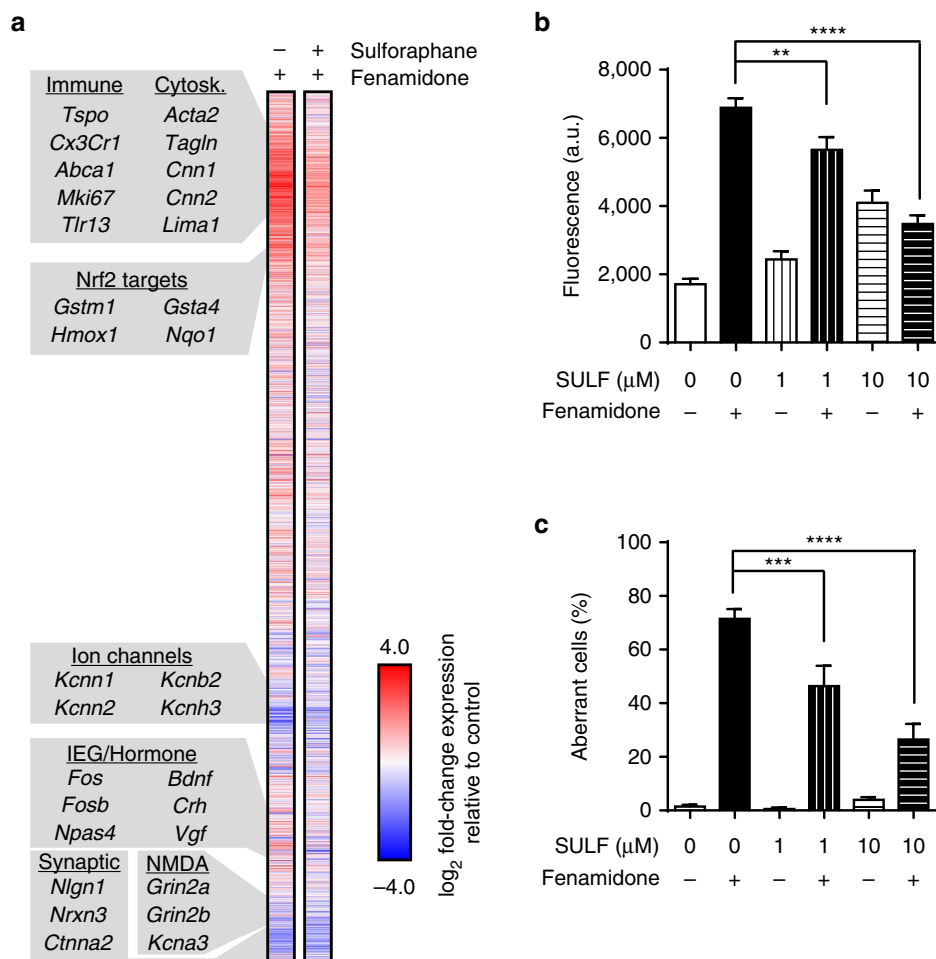 a
– + Sulforaphane
+ + Fenamidone
Immune Cytosk.
Tspo Acta2
Cx3Cr1 Tagln
Abca1 Cnn1
Mki67 Cnn2
Tlr13 Lima1
Nrf2 targets
Gstm1 Gsta4
Hmox1 Nqo1
Ion channels
Kcnn1 Kcnb2
Kcnn2 Kcnh3
IEG/Hormone
Fos Bdnf
Fosb Crh
Npas4 Vgf
Synaptic NMDA
Nlgn1 Grin2a
Nrxn3 Grin2b
Ctnna2 Kcna3
4.0
–4.0
log2 fold-change expression
relative to control
b
****
**
8,000
6,000
4,000
2,000
0
Fluorescence (a.u.)
SULF (μM) 0 0 1 1 10 10
Fenamidone – + – + – +
c
****
***
100
80
60
40
20
0
Aberrant cells (%)
SULF (μM) 0 0 1 1 10 10
Fenamidone – + – + – +